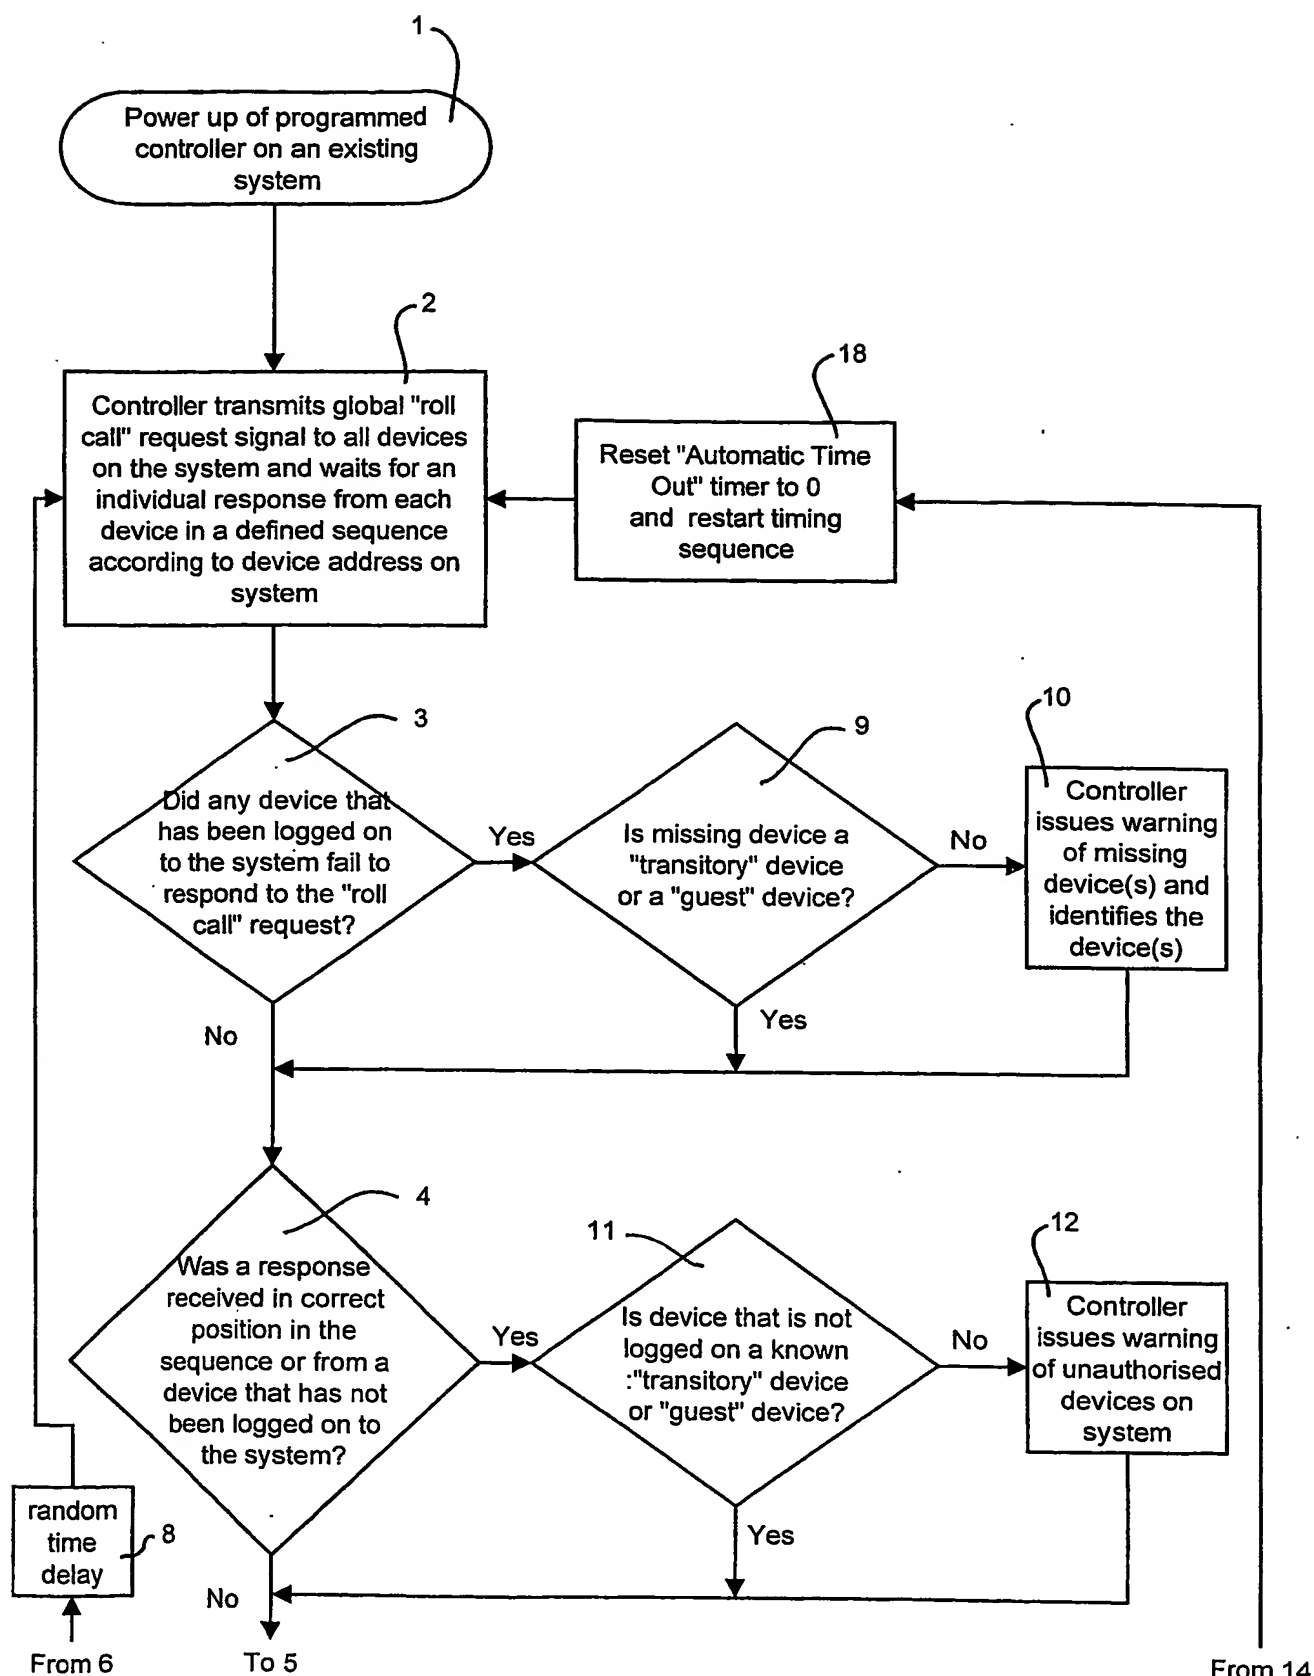 1
Power up of programmed
controller on an existing
system
2
Controller transmits global "roll
call" request signal to all devices
on the system and waits for an
individual response from each
device in a defined sequence
according to device address on
system
18
Reset "Automatic Time
Out" timer to 0
and restart timing
sequence
3
Did any device that
has been logged on
to the system fail to
respond to the "roll
call" request?
Yes
No
9
Is missing device a
"transitory" device
or a "guest" device?
No
Yes
10
Controller
issues warning
of missing
device(s) and
identifies the
device(s)
4
Was a response
received in correct
position in the
sequence or from a
device that has not
been logged on to
the system?
Yes
No
11
Is device that is not
logged on a known
:"transitory" device
or "guest" device?
No
Yes
12
Controller
issues warning
of unauthorised
devices on
system
random
time
delay
8
From 6
To 5
From 14